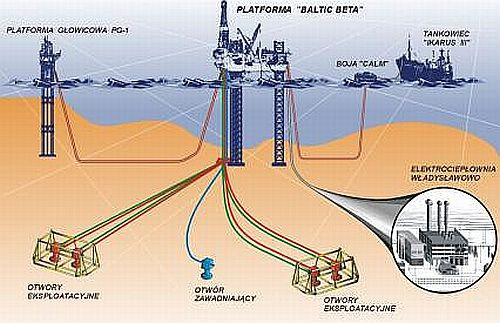 PLATFORMA "BALTIC BETA"
PLATFORMA GŁOWICOWA PG-1
TANKOWIEC
"IKARUS III"
BOJA "CALM"
ELEKTROCIEPŁOWNIA
WŁADYSŁAWOWO
OTWORY
EKSPLOATACYJNE
OTWÓR
ZAWADNIAJĄCY
OTWORY
EKSPLOATACYJNE